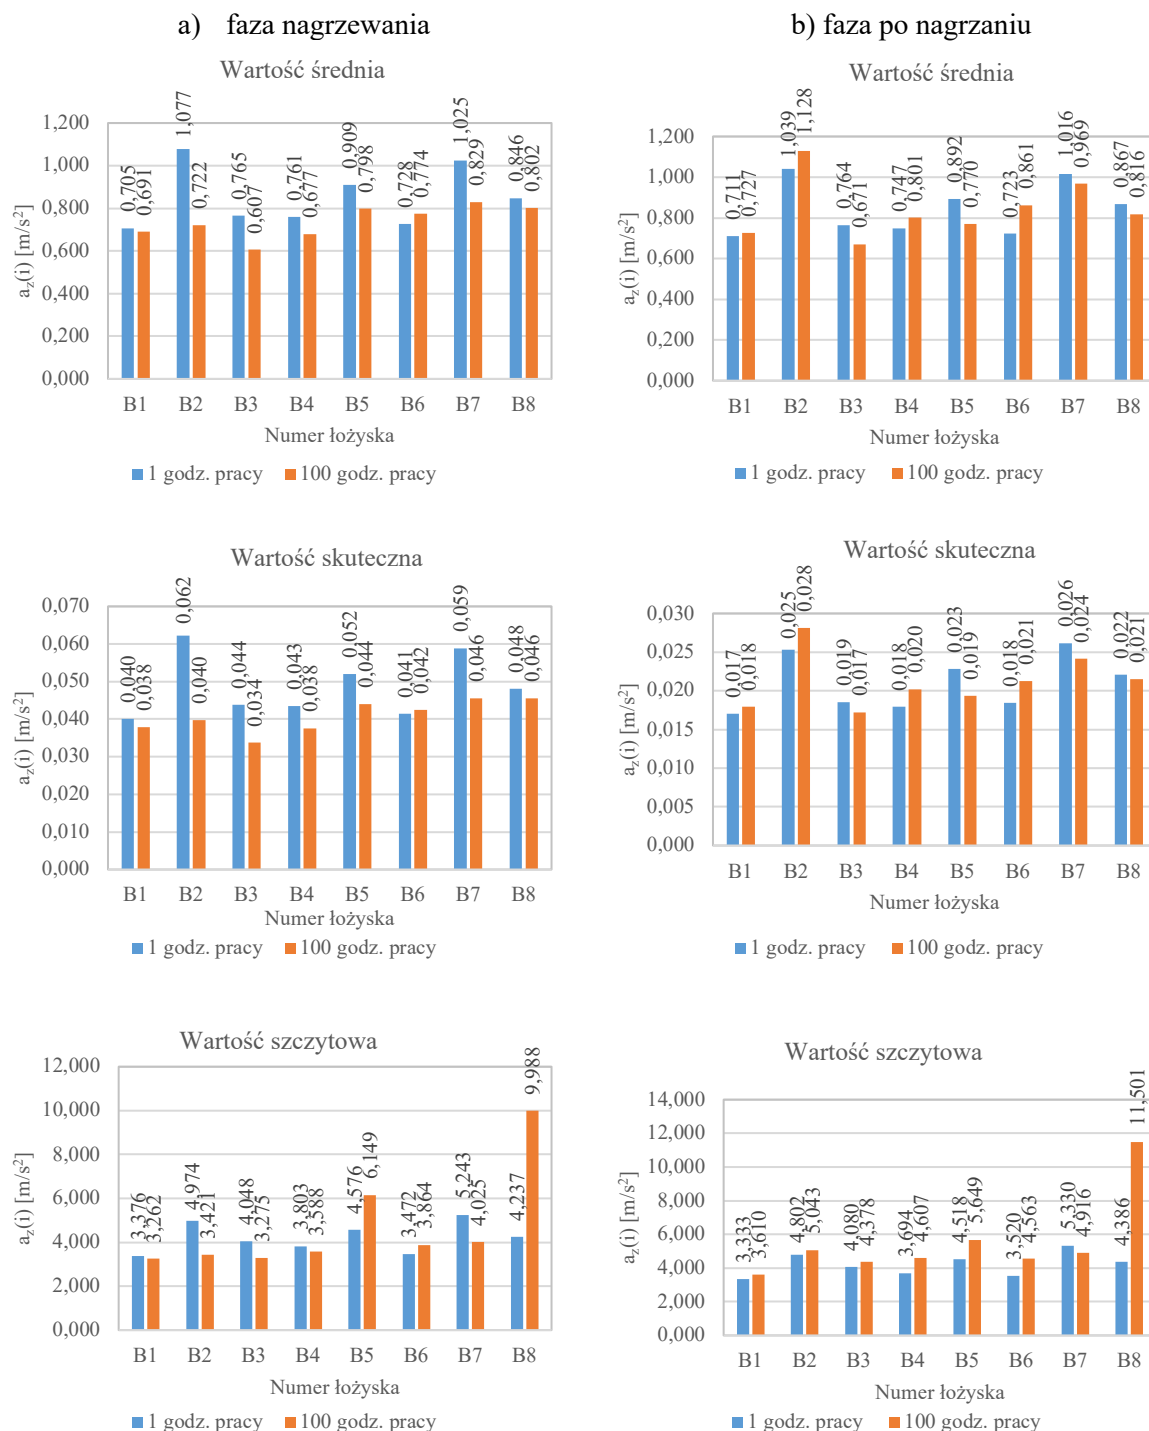 a) faza nagrzewania
Wartość średnia
1,200
1,000
0,800
0,600
0,400
0,200
0,000
a_z(i) [m/s²]
0,705 0,691 1,077 0,722 0,765 0,607 0,761 0,677 0,909 0,798 0,728 0,774 1,025 0,829 0,846 0,802
B1 B2 B3 B4 B5 B6 B7 B8
Numer łożyska
1 godz. pracy 100 godz. pracy
b) faza po nagrzaniu
Wartość średnia
1,200
1,000
0,800
0,600
0,400
0,200
0,000
a_z(i) [m/s²]
0,711 0,727 1,039 1,128 0,764 0,671 0,747 0,801 0,892 0,770 0,723 0,861 1,016 0,969 0,867 0,816
B1 B2 B3 B4 B5 B6 B7 B8
Numer łożyska
1 godz. pracy 100 godz. pracy
Wartość skuteczna
0,070
0,060
0,050
0,040
0,030
0,020
0,010
0,000
a_z(i) [m/s²]
0,040 0,038 0,062 0,040 0,044 0,034 0,043 0,038 0,052 0,044 0,041 0,042 0,059 0,046 0,048 0,046
B1 B2 B3 B4 B5 B6 B7 B8
Numer łożyska
1 godz. pracy 100 godz. pracy
Wartość skuteczna
0,030
0,025
0,020
0,015
0,010
0,005
0,000
a_z(i) [m/s²]
0,017 0,018 0,025 0,028 0,019 0,017 0,018 0,020 0,023 0,019 0,018 0,021 0,026 0,024 0,022 0,021
B1 B2 B3 B4 B5 B6 B7 B8
Numer łożyska
1 godz. pracy 100 godz. pracy
Wartość szczytowa
12,000
10,000
8,000
6,000
4,000
2,000
0,000
a_z(i) [m/s²]
3,376 3,262 4,974 3,421 4,048 3,275 3,803 3,588 4,576 6,149 3,472 3,864 5,243 4,025 4,237 9,988
B1 B2 B3 B4 B5 B6 B7 B8
Numer łożyska
1 godz. pracy 100 godz. pracy
Wartość szczytowa
14,000
12,000
10,000
8,000
6,000
4,000
2,000
0,000
a_z(i) [m/s²]
3,333 3,610 4,802 5,043 4,080 4,378 3,694 4,607 4,518 5,649 3,520 4,563 5,330 4,916 4,386 11,501
B1 B2 B3 B4 B5 B6 B7 B8
Numer łożyska
1 godz. pracy 100 godz. pracy